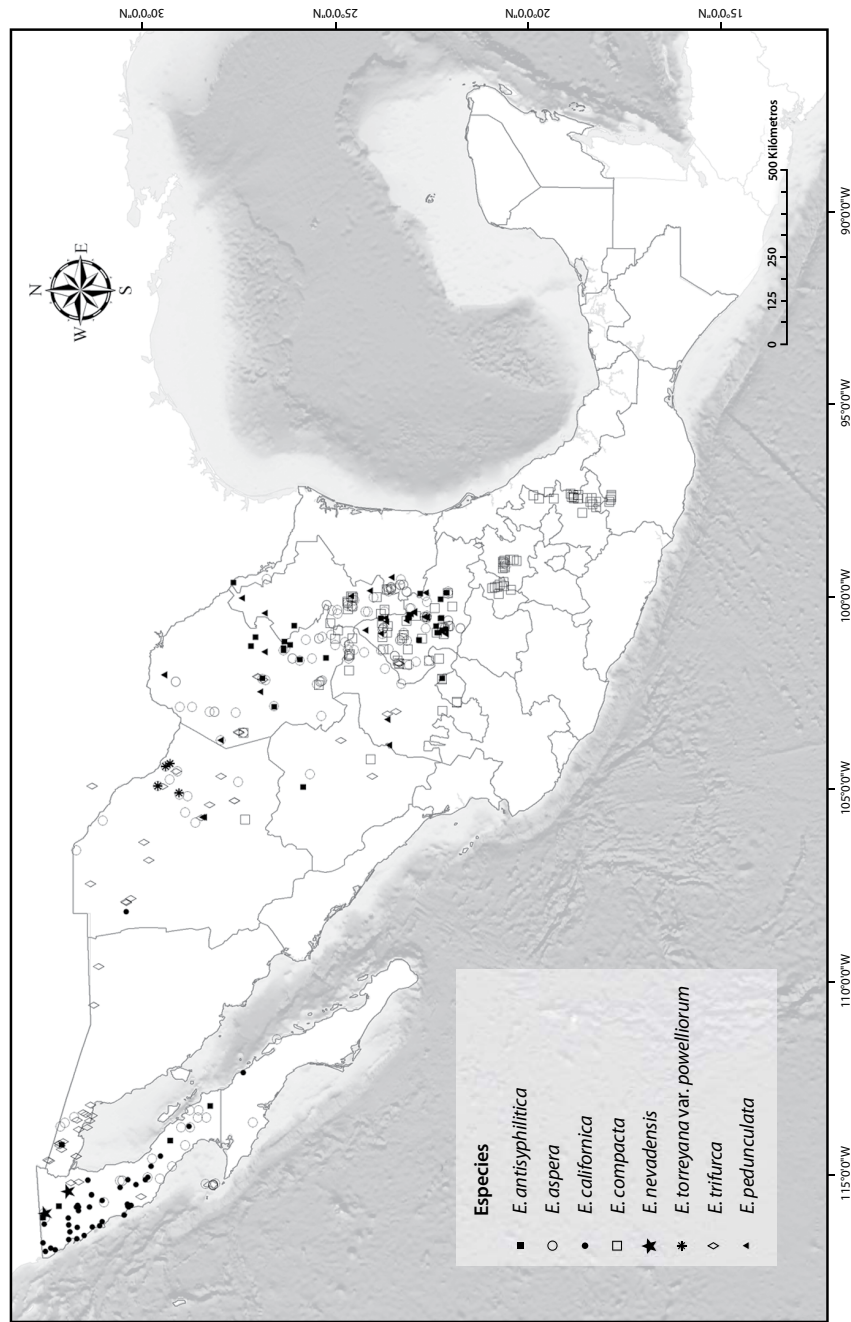 30°0'0"N
25°0'0"N
20°0'0"N
15°0'0"N
N
W
E
S
0 125 250 500 Kilómetros
Especies
E. antisyphilitica
E. aspera
E. californica
E. compacta
E. nevadensis
E. torreyana var. powelliorum
E. trifurca
E. pedunculata
115°0'0"W
110°0'0"W
105°0'0"W
100°0'0"W
95°0'0"W
90°0'0"W